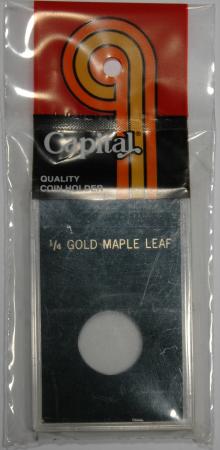 Capital
QUALITY
COIN HOLDER
1/4 GOLD MAPLE LEAF